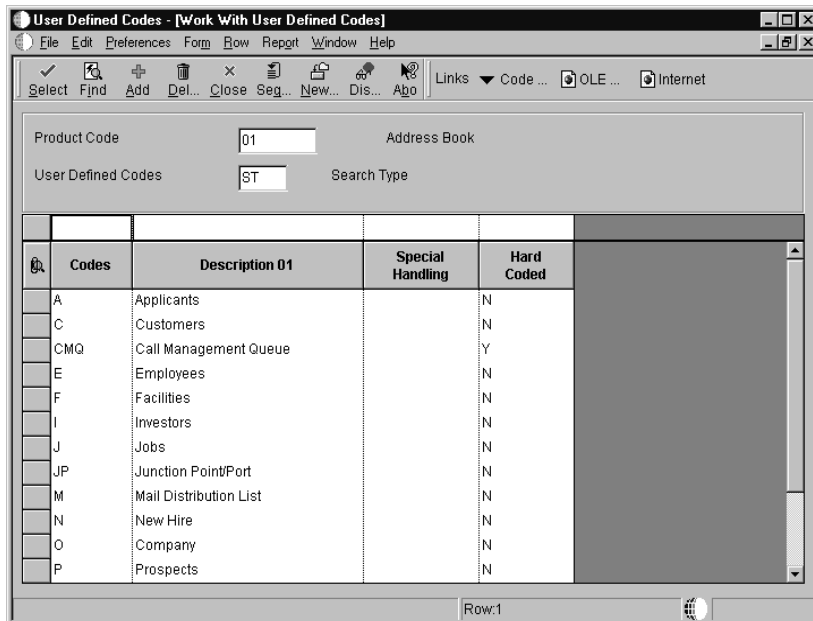 User Defined Codes - [Work With User Defined Codes]
File Edit Preferences Form Row Report Window Help
Select Find Add Del... Close Seq... New... Dis... Abo Links Code ... OLE ... Internet
Product Code 01 Address Book
User Defined Codes ST Search Type
Codes Description 01 Special Handling Hard Coded
A Applicants N
C Customers N
CMQ Call Management Queue Y
E Employees N
F Facilities N
I Investors N
J Jobs N
JP Junction Point/Port N
M Mail Distribution List N
N New Hire N
O Company N
P Prospects N
Row:1